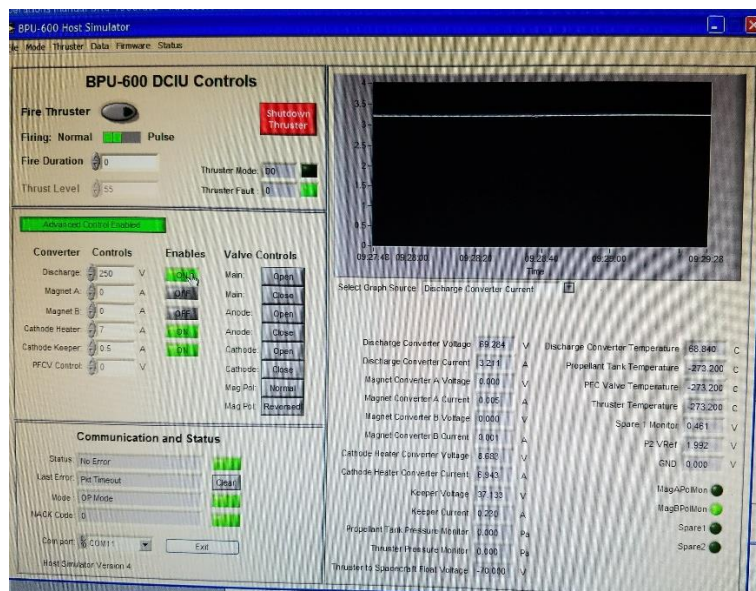 BPU-600 Host Simulator
Mode Thruster Data Firmware Status
BPU-600 DCIU Controls
Fire Thruster
Shutdown Thruster
Firing: Normal Pulse
Fire Duration 0
Thruster Mode: D0
Thrust Level 55
Thruster Fault 0
Advanced Control Enabled
Converter Controls Enables Valve Controls
Discharge: 250 V ON Main: Open
Magnet A: 0 A OFF Main: Close
Magnet B: 0 A OFF Anode: Open
Cathode Heater: 7 A ON Anode: Close
Cathode Keeper: 0.5 A ON Cathode: Open
PFCV Control: 0 V Cathode: Close
Mag Pol: Normal
Mag Pol: Reversed
Communication and Status
Status: No Error
Last Error: Pid Timeout Clear
Mode: OP Mode
NACK Code: 0
Com port: COM11 Exit
Host Simulator Version 4
4-
3.5-
2.5-
0.5-
09:27:48 09:28:00 09:28:20 09:28:40 09:29:00 09:29:28
Time
Select Graph Source Discharge Converter Current
Discharge Converter Voltage 69.284 V
Discharge Converter Current 3.211 A
Magnet Converter A Voltage 0.000 V
Magnet Converter A Current 0.005 A
Magnet Converter B Voltage 0.000 V
Magnet Converter B Current 0.001 A
Cathode Heater Converter Voltage 8.682 V
Cathode Heater Converter Current 6.943 A
Keeper Voltage 37.133 V
Keeper Current 0.230 A
Propellant Tank Pressure Monitor 0.000 Pa
Thruster Pressure Monitor 0.000 Pa
Thruster to Spacecraft Float Voltage -70.000 V
Discharge Converter Temperature 68.840 C
Propellant Tank Temperature -273.200 C
PFC Valve Temperature -273.200 C
Thruster Temperature -273.200 C
Spare 1 Monitor 0.461 V
P2 VRef 1.992 V
GND 0.000 V
MagAPolMon
MagBPolMon
Spare1
Spare2